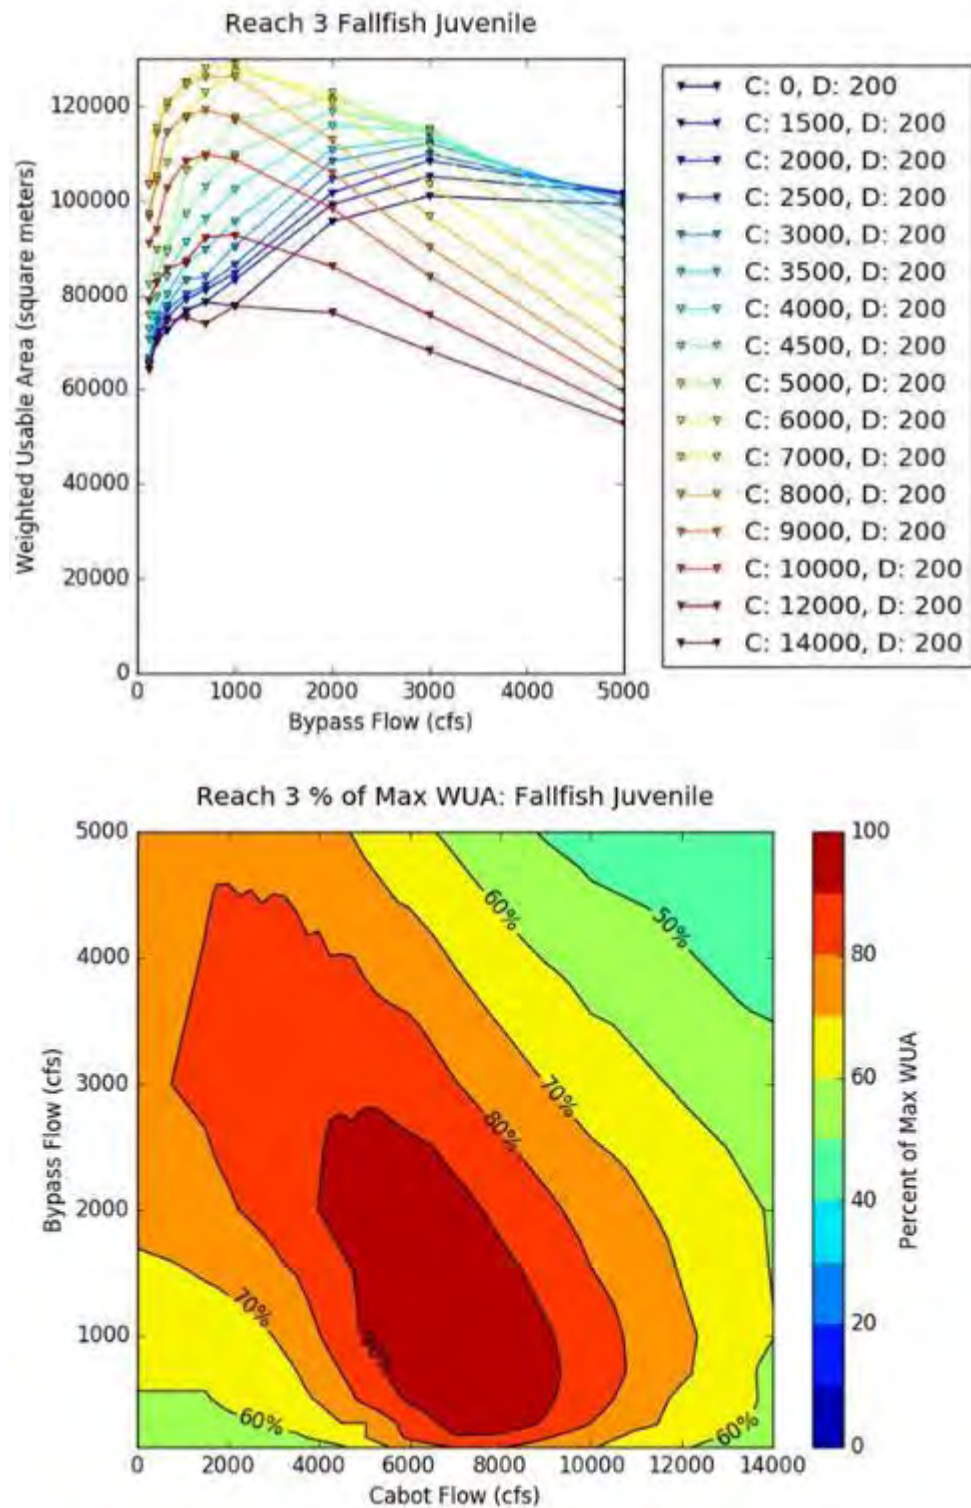 Reach 3 Fallfish Juvenile
Weighted Usable Area (square meters)
120000
100000
80000
60000
40000
20000
0
0 1000 2000 3000 4000 5000
Bypass Flow (cfs)
C: 0, D: 200
C: 1500, D: 200
C: 2000, D: 200
C: 2500, D: 200
C: 3000, D: 200
C: 3500, D: 200
C: 4000, D: 200
C: 4500, D: 200
C: 5000, D: 200
C: 6000, D: 200
C: 7000, D: 200
C: 8000, D: 200
C: 9000, D: 200
C: 10000, D: 200
C: 12000, D: 200
C: 14000, D: 200
Reach 3 % of Max WUA: Fallfish Juvenile
Bypass Flow (cfs)
5000
4000
3000
2000
1000
60%
50%
70%
80%
70%
90%
60%
60%
0 2000 4000 6000 8000 10000 12000 14000
Cabot Flow (cfs)
100
80
60
40
20
0
Percent of Max WUA